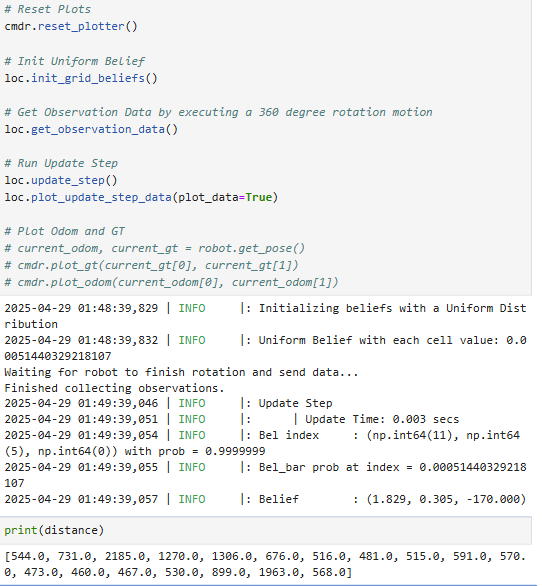 # Reset Plots
cmdr.reset_plotter()
# Init Uniform Belief
loc.init_grid_beliefs()
# Get Observation Data by executing a 360 degree rotation motion
loc.get_observation_data()
# Run Update Step
loc.update_step()
loc.plot_update_step_data(plot_data=True)
# Plot Odom and GT
# current_odom, current_gt = robot.get_pose()
# cmdr.plot_gt(current_gt[0], current_gt[1])
# cmdr.plot_odom(current_odom[0], current_odom[1])
2025-04-29 01:48:39,829 | INFO     |: Initializing beliefs with a Uniform Dist
ribution
2025-04-29 01:48:39,832 | INFO     |: Uniform Belief with each cell value: 0.0
0051440329218107
Waiting for robot to finish rotation and send data...
Finished collecting observations.
2025-04-29 01:49:39,046 | INFO     |: Update Step
2025-04-29 01:49:39,051 | INFO     |:      | Update Time: 0.003 secs
2025-04-29 01:49:39,054 | INFO     |: Bel index     : (np.int64(11), np.int64
(5), np.int64(0)) with prob = 0.9999999
2025-04-29 01:49:39,055 | INFO     |: Bel_bar prob at index = 0.00051440329218
107
2025-04-29 01:49:39,057 | INFO     |: Belief        : (1.829, 0.305, -170.000)
print(distance)
[544.0, 731.0, 2185.0, 1270.0, 1306.0, 676.0, 516.0, 481.0, 515.0, 591.0, 570.
0, 473.0, 460.0, 467.0, 530.0, 899.0, 1963.0, 568.0]